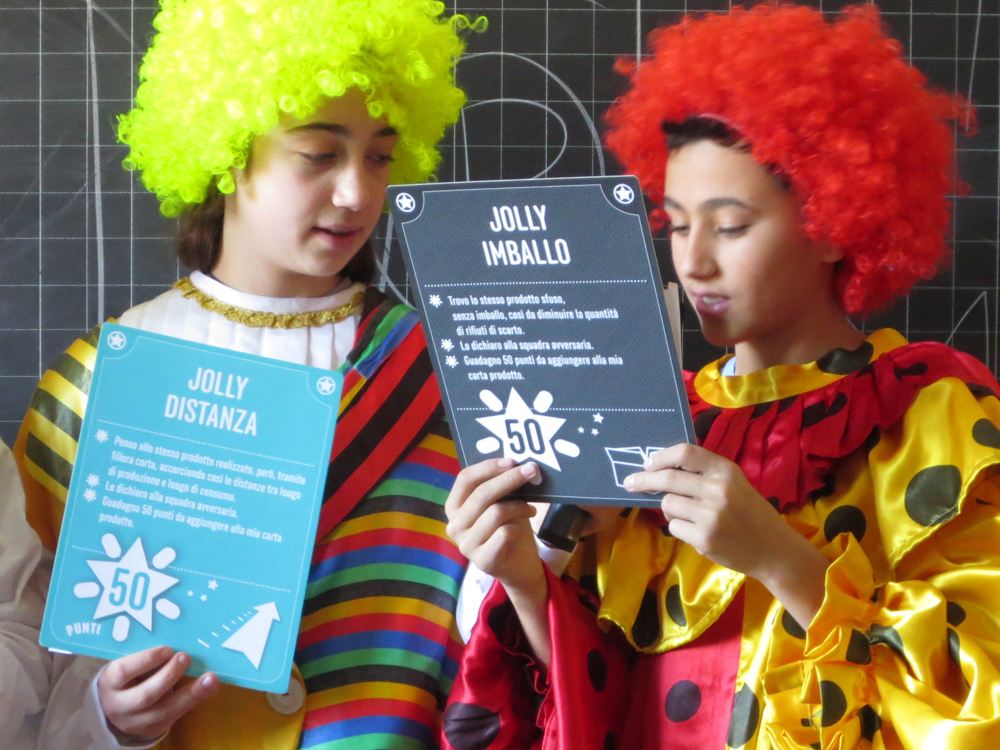 JOLLY
DISTANZA
Penso allo stesso prodotto realizzato, però, tramite
filiera corta, accorciando così le distanze tra luogo
di produzione e luogo di consumo.
Lo dichiaro alla squadra avversaria.
Guadagno 50 punti da aggiungere alla mia carta
prodotto.
50
PUNTI
JOLLY
IMBALLO
Trovo lo stesso prodotto sfuso,
senza imballo, così da diminuire la quantità
di rifiuti di scarto.
Lo dichiaro alla squadra avversaria.
Guadagno 50 punti da aggiungere alla mia
carta prodotto.
50